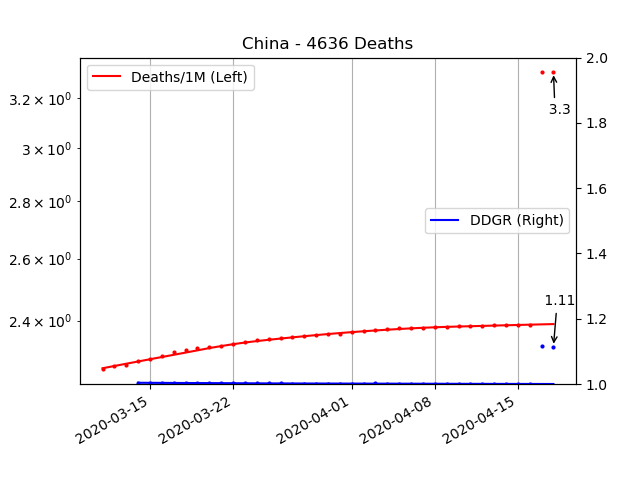 China - 4636 Deaths
Deaths/1M (Left)
DDGR (Right)
3.3
1.11
3.2 × 10⁰
3 × 10⁰
2.8 × 10⁰
2.6 × 10⁰
2.4 × 10⁰
2.0
1.8
1.6
1.4
1.2
1.0
2020-03-15
2020-03-22
2020-04-01
2020-04-08
2020-04-15